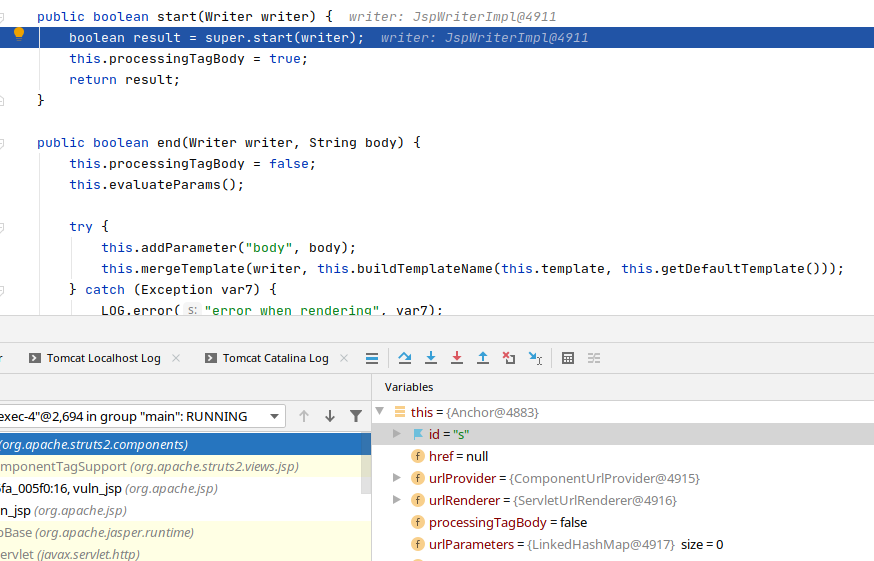 public boolean start(Writer writer) {  writer: JspWriterImpl@4911
boolean result = super.start(writer);  writer: JspWriterImpl@4911
this.processingTagBody = true;
return result;
}
public boolean end(Writer writer, String body) {
this.processingTagBody = false;
this.evaluateParams();
try {
this.addParameter("body", body);
this.mergeTemplate(writer, this.buildTemplateName(this.template, this.getDefaultTemplate()));
} catch (Exception var7) {
LOG.error( s: "error when rendering", var7);
r
Tomcat Localhost Log
Tomcat Catalina Log
Variables
exec-4"@2,694 in group "main": RUNNING
(org.apache.struts2.components)
mponentTagSupport (org.apache.struts2.views.jsp)
fa_005f0:16, vuln_jsp (org.apache.jsp)
n_jsp (org.apache.jsp)
Base (org.apache.jasper.runtime)
ervlet (javax.servlet.http)
this = {Anchor@4883}
id = "s"
href = null
urlProvider = {ComponentUrlProvider@4915}
urlRenderer = {ServletUrlRenderer@4916}
processingTagBody = false
urlParameters = {LinkedHashMap@4917}  size = 0